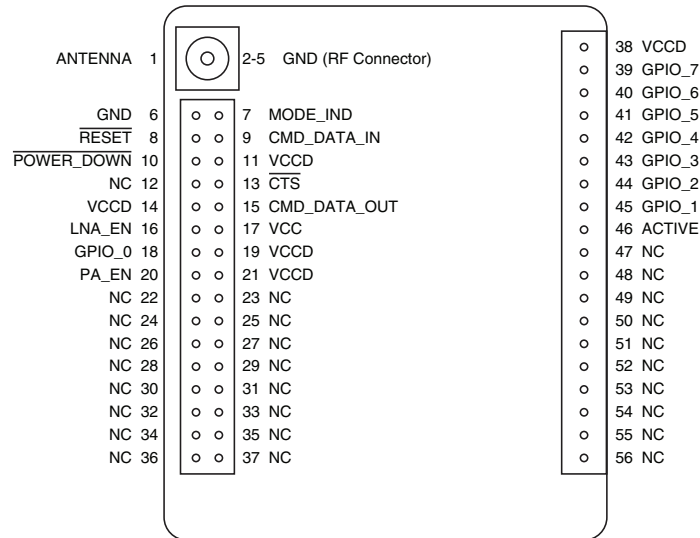 ANTENNA 1 2-5 GND (RF Connector)
GND 6 7 MODE_IND
RESET 8 9 CMD_DATA_IN
POWER_DOWN 10 11 VCCD
NC 12 13 CTS
VCCD 14 15 CMD_DATA_OUT
LNA_EN 16 17 VCC
GPIO_0 18 19 VCCD
PA_EN 20 21 VCCD
NC 22 23 NC
NC 24 25 NC
NC 26 27 NC
NC 28 29 NC
NC 30 31 NC
NC 32 33 NC
NC 34 35 NC
NC 36 37 NC
38 VCCD
39 GPIO_7
40 GPIO_6
41 GPIO_5
42 GPIO_4
43 GPIO_3
44 GPIO_2
45 GPIO_1
46 ACTIVE
47 NC
48 NC
49 NC
50 NC
51 NC
52 NC
53 NC
54 NC
55 NC
56 NC